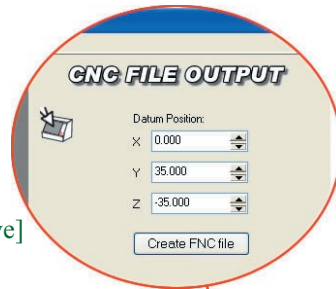 CNC FILE OUTPUT
Datum Position:
X 0.000
Y 35.000
Z -35.000
Create FNC file